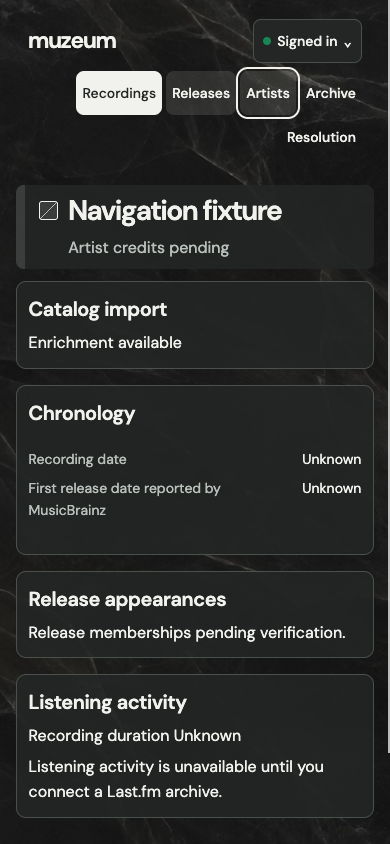 muzeum
Signed in
Recordings Releases Artists Archive
Resolution
Navigation fixture
Artist credits pending
Catalog import
Enrichment available
Chronology
Recording date Unknown
First release date reported by Unknown
MusicBrainz
Release appearances
Release memberships pending verification.
Listening activity
Recording duration Unknown
Listening activity is unavailable until you
connect a Last.fm archive.